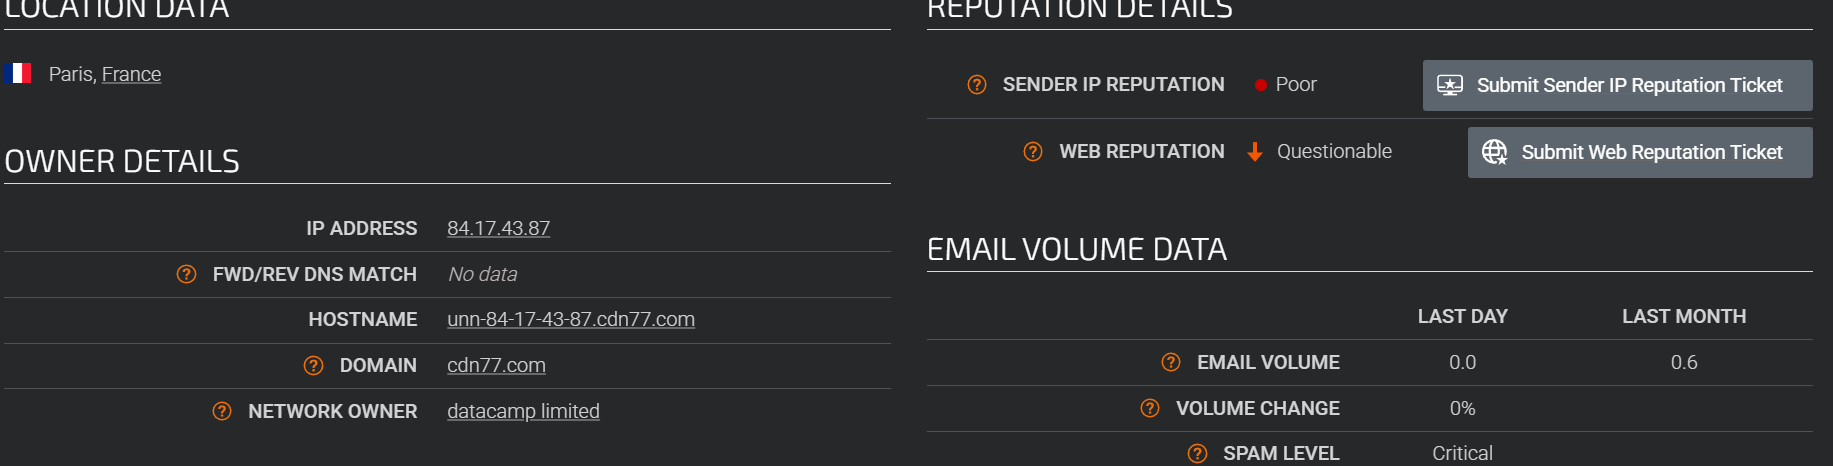 LOCATION DATA
Paris, France
OWNER DETAILS
IP ADDRESS 84.17.43.87
FWD/REV DNS MATCH No data
HOSTNAME unn-84-17-43-87.cdn77.com
DOMAIN cdn77.com
NETWORK OWNER datacamp limited
REPUTATION DETAILS
SENDER IP REPUTATION Poor Submit Sender IP Reputation Ticket
WEB REPUTATION Questionable Submit Web Reputation Ticket
EMAIL VOLUME DATA
LAST DAY LAST MONTH
EMAIL VOLUME 0.0 0.6
VOLUME CHANGE 0%
SPAM LEVEL Critical